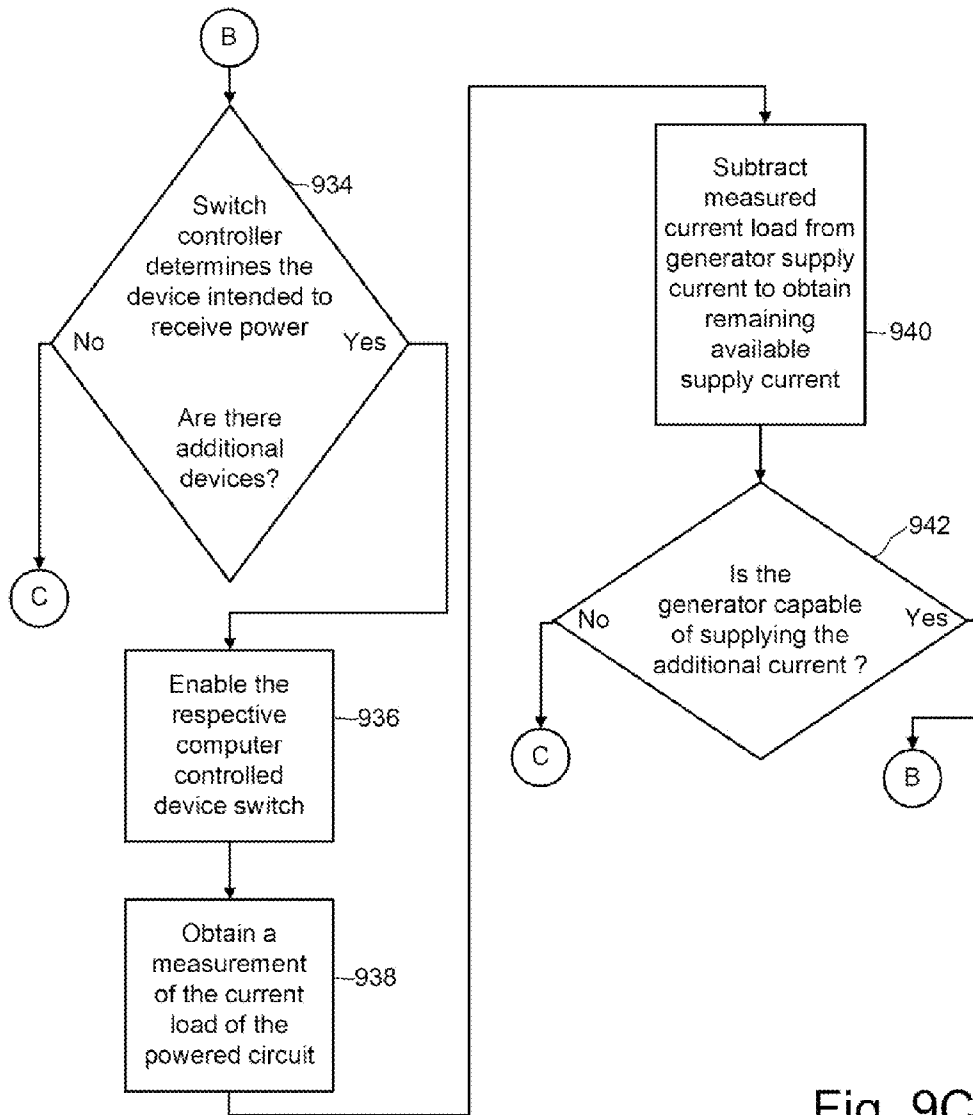 B
934
Switch
controller
determines the
device intended to
receive power
No
Yes
Are there
additional
devices?
C
Enable the
respective
computer
controlled
device switch
936
Obtain a
measurement
of the current
load of the
powered circuit
938
Subtract
measured
current load from
generator supply
current to obtain
remaining
available
supply current
940
942
Is the
generator capable
of supplying the
additional current ?
No
Yes
C
B
Fig. 9C